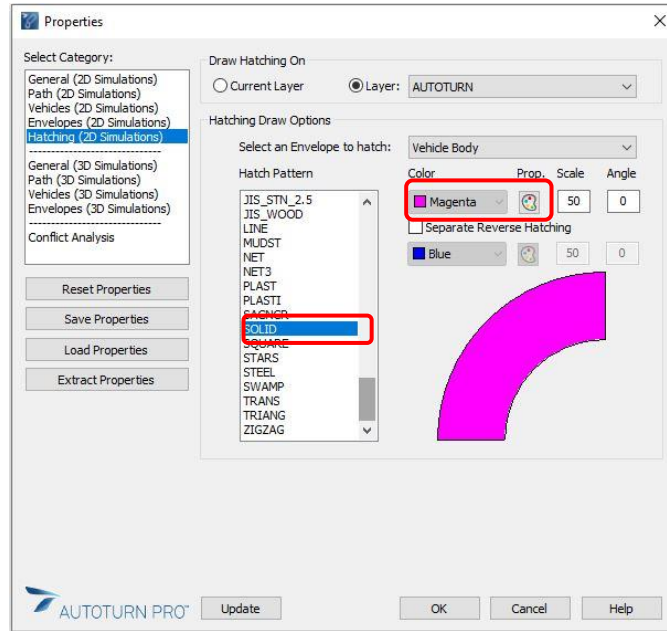 Properties
Select Category:
General (2D Simulations)
Path (2D Simulations)
Vehicles (2D Simulations)
Envelopes (2D Simulations)
Hatching (2D Simulations)
------------------------------
General (3D Simulations)
Path (3D Simulations)
Vehicles (3D Simulations)
Envelopes (3D Simulations)
------------------------------
Conflict Analysis
Reset Properties
Save Properties
Load Properties
Extract Properties
Draw Hatching On
Current Layer
Layer: AUTOTURN
Hatching Draw Options
Select an Envelope to hatch: Vehicle Body
Hatch Pattern
JIS_STN_2.5
JIS_WOOD
LINE
MUDST
NET
NET3
PLAST
PLASTI
SACNCR
SOLID
SQUARE
STARS
STEEL
SWAMP
TRANS
TRIANG
ZIGZAG
Color Prop. Scale Angle
Magenta 50 0
Separate Reverse Hatching
Blue 50 0
AUTOTURN PRO
Update
OK
Cancel
Help